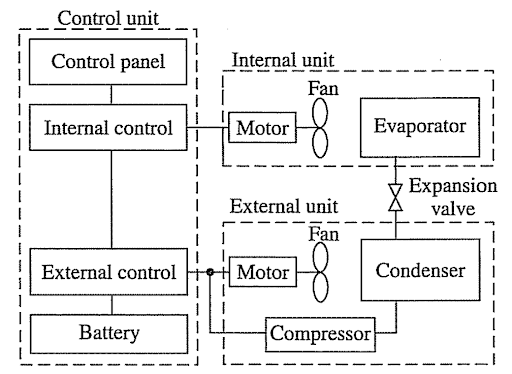 Control unit
Control panel
Internal control
External control
Battery
Internal unit
Fan
Motor
Evaporator
Expansion
valve
External unit
Fan
Motor
Condenser
Compressor